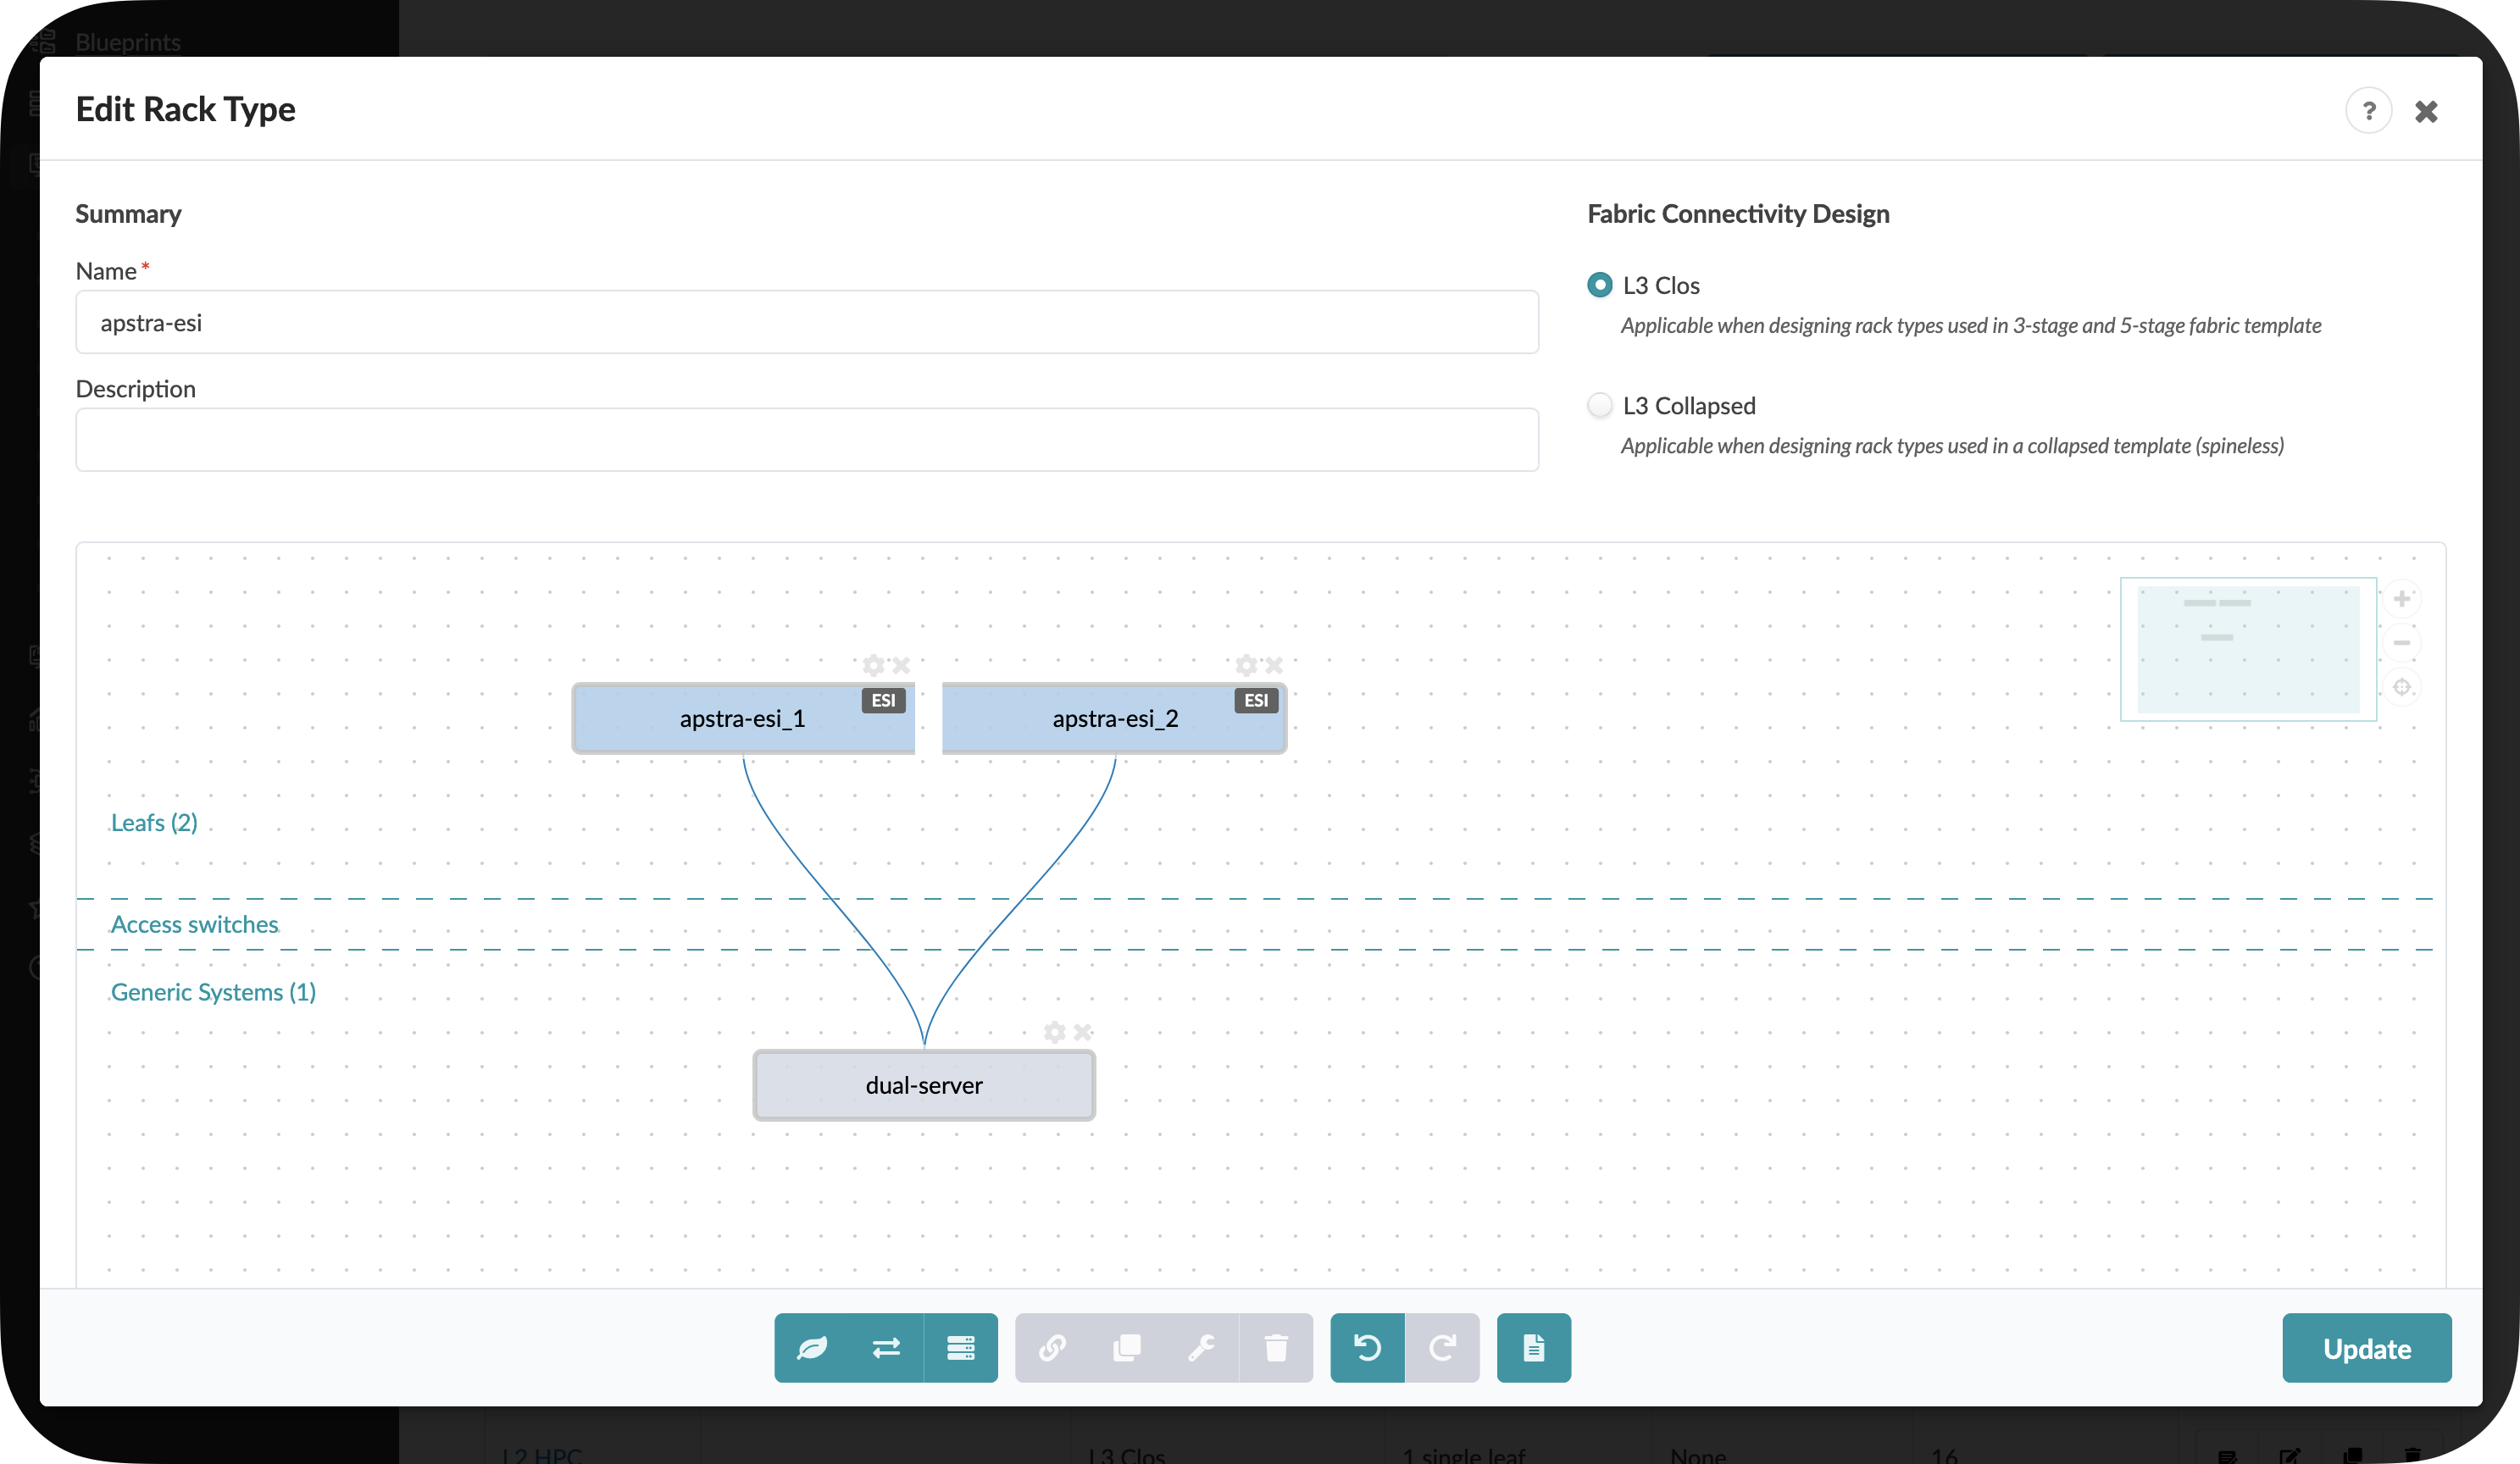 Blueprints
Edit Rack Type
?
Summary
Name *
apstra-esi
Description
Fabric Connectivity Design
L3 Clos
Applicable when designing rack types used in 3-stage and 5-stage fabric template
L3 Collapsed
Applicable when designing rack types used in a collapsed template (spineless)
ESI
apstra-esi_1
ESI
apstra-esi_2
Leafs (2)
Access switches
Generic Systems (1)
dual-server
Update
L2 HPC
L3 Clos
1 single leaf
None
16